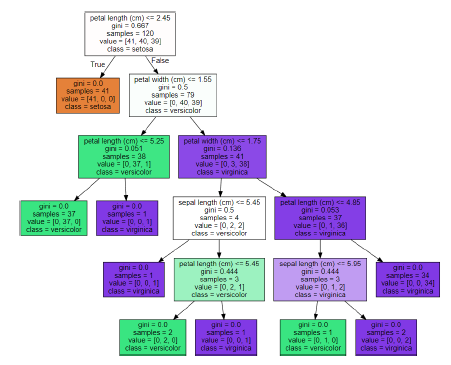 petal length (cm) <= 2.45
gini = 0.667
samples = 120
value = [41, 40, 39]
class = setosa
True
False
gini = 0.0
samples = 41
value = [41, 0, 0]
class = setosa
petal width (cm) <= 1.55
gini = 0.5
samples = 79
value = [0, 40, 39]
class = versicolor
petal length (cm) <= 5.25
gini = 0.051
samples = 38
value = [0, 37, 1]
class = versicolor
petal width (cm) <= 1.75
gini = 0.136
samples = 41
value = [0, 3, 38]
class = virginica
gini = 0.0
samples = 37
value = [0, 37, 0]
class = versicolor
gini = 0.0
samples = 1
value = [0, 0, 1]
class = virginica
sepal length (cm) <= 5.45
gini = 0.5
samples = 4
value = [0, 2, 2]
class = versicolor
petal length (cm) <= 4.85
gini = 0.053
samples = 37
value = [0, 1, 36]
class = virginica
gini = 0.0
samples = 1
value = [0, 0, 1]
class = virginica
petal length (cm) <= 5.45
gini = 0.444
samples = 3
value = [0, 2, 1]
class = versicolor
sepal length (cm) <= 5.95
gini = 0.444
samples = 3
value = [0, 1, 2]
class = virginica
gini = 0.0
samples = 34
value = [0, 0, 34]
class = virginica
gini = 0.0
samples = 2
value = [0, 2, 0]
class = versicolor
gini = 0.0
samples = 1
value = [0, 0, 1]
class = virginica
gini = 0.0
samples = 1
value = [0, 1, 0]
class = versicolor
gini = 0.0
samples = 2
value = [0, 0, 2]
class = virginica